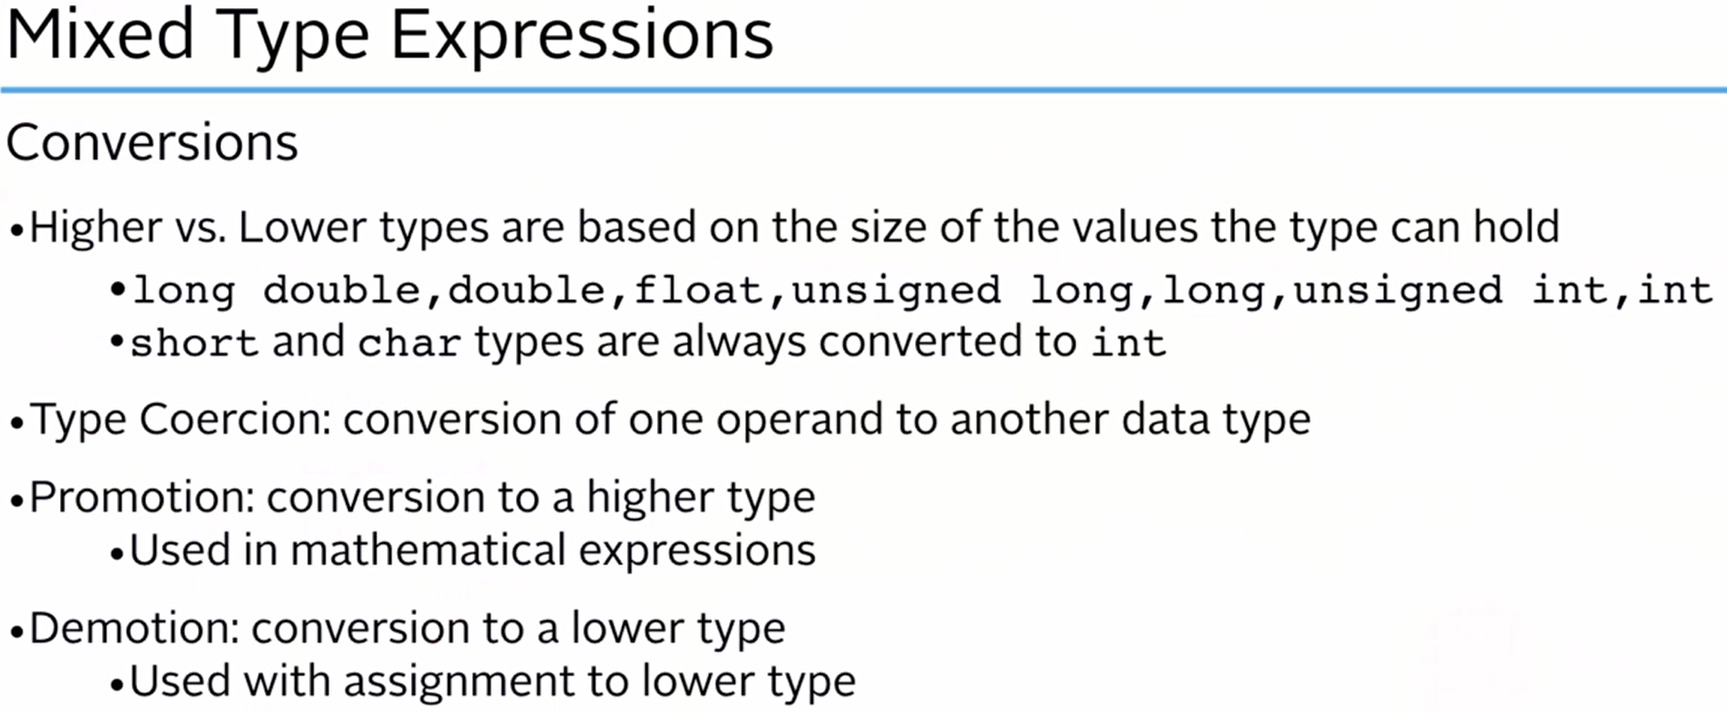 Mixed Type Expressions
Conversions
•Higher vs. Lower types are based on the size of the values the type can hold
•long double,double,float,unsigned long,long,unsigned int,int
•short and char types are always converted to int
•Type Coercion: conversion of one operand to another data type
•Promotion: conversion to a higher type
•Used in mathematical expressions
•Demotion: conversion to a lower type
•Used with assignment to lower type